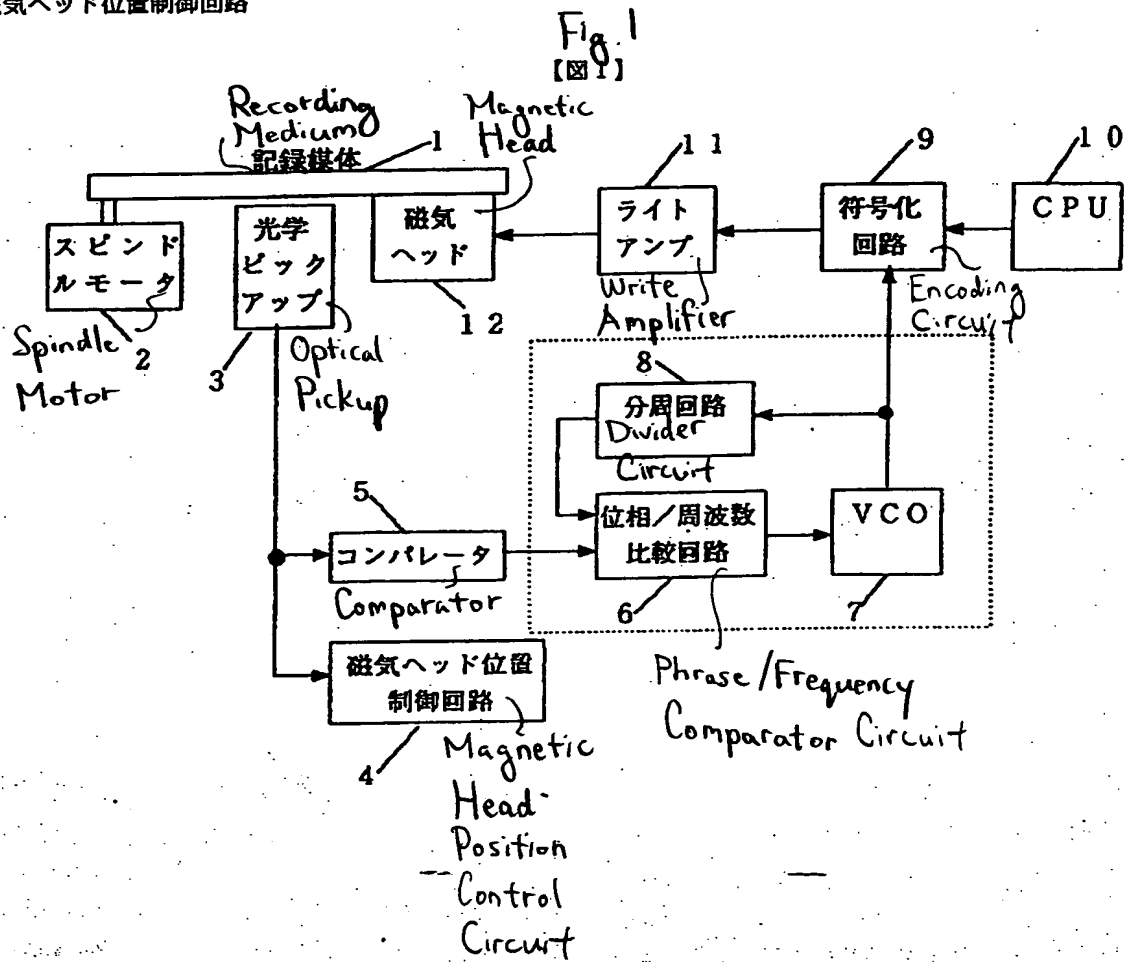 気ヘッド位置制御回路
Fig. 1
【図1】
Recording
Medium
記録媒体
1
Magnetic
Head
磁気
ヘッド
12
スピンド
ルモータ
2
Spindle
Motor
光学
ピック
アップ
3
Optical
Pickup
11
ライト
アンプ
Write
Amplifier
9
符号化
回路
Encoding
Circuit
10
CPU
8
分周回路
Divider
Circuit
5
コンパレータ
Comparator
位相/周波数
比較回路
6
VCO
7
Phrase/Frequency
Comparator Circuit
磁気ヘッド位置
制御回路
4
Magnetic
Head
Position
Control
Circuit